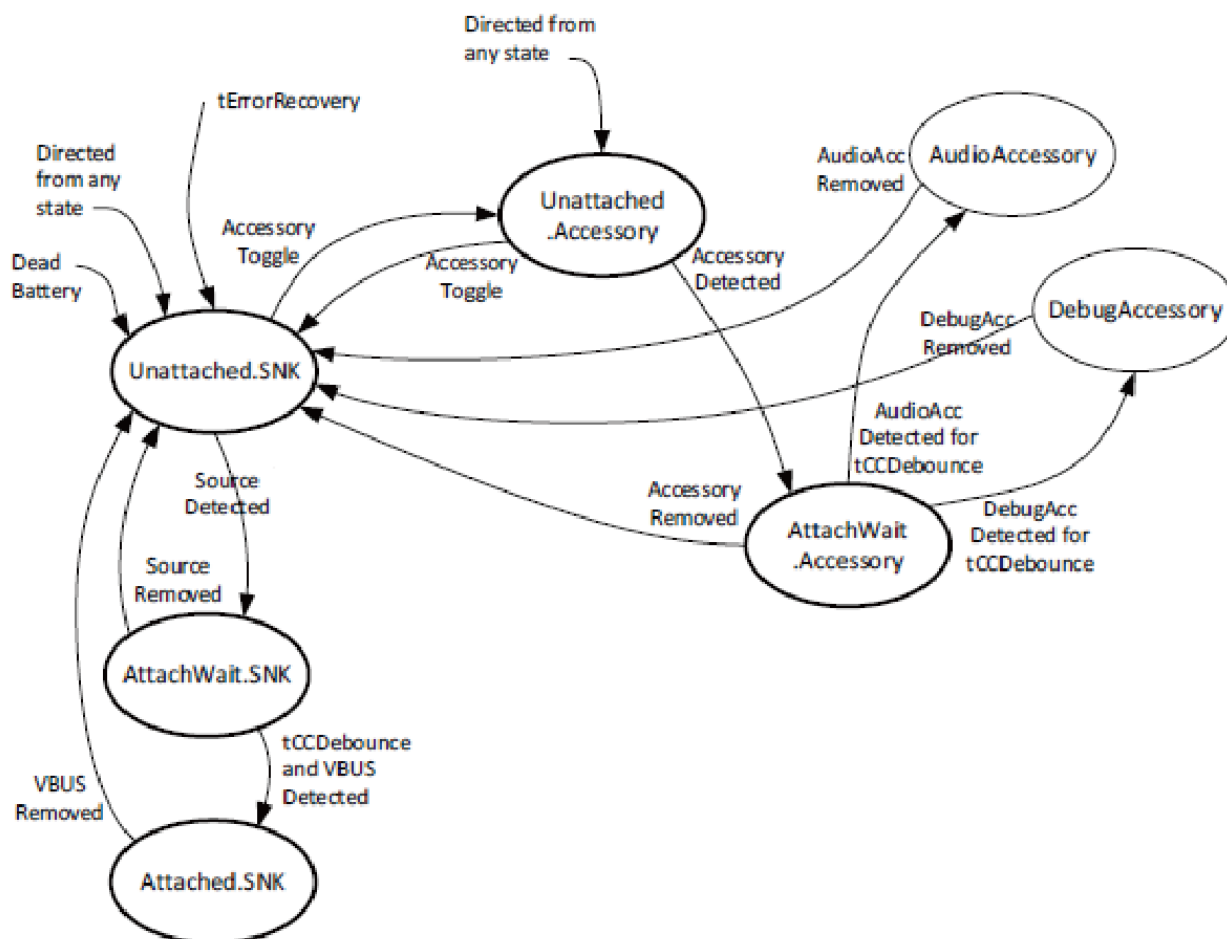 Directed from
any state
tErrorRecovery
Directed
from any
state
Dead
Battery
Accessory
Toggle
Accessory
Toggle
Unattached
.Accessory
AudioAcc
Removed
AudioAccessory
Accessory
Detected
DebugAccessory
DebugAcc
Removed
Unattached.SNK
AudioAcc
Detected for
tCCDebounce
Source
Detected
Accessory
Removed
AttachWait
.Accessory
DebugAcc
Detected for
tCCDebounce
Source
Removed
AttachWait.SNK
tCCDebounce
and VBUS
Detected
VBUS
Removed
Attached.SNK